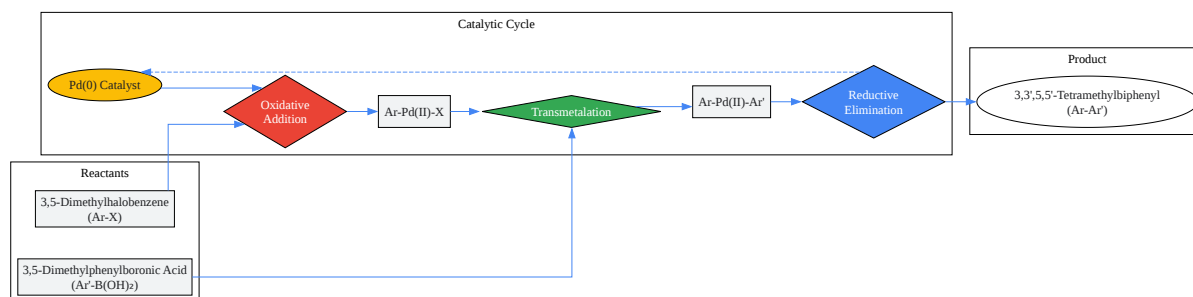 Catalytic Cycle
Pd(0) Catalyst
Oxidative
Addition
Ar-Pd(II)-X
Transmetalation
Ar-Pd(II)-Ar'
Reductive
Elimination
Product
3,3',5,5'-Tetramethylbiphenyl
(Ar-Ar')
Reactants
3,5-Dimethylhalobenzene
(Ar-X)
3,5-Dimethylphenylboronic Acid
(Ar'-B(OH)₂)